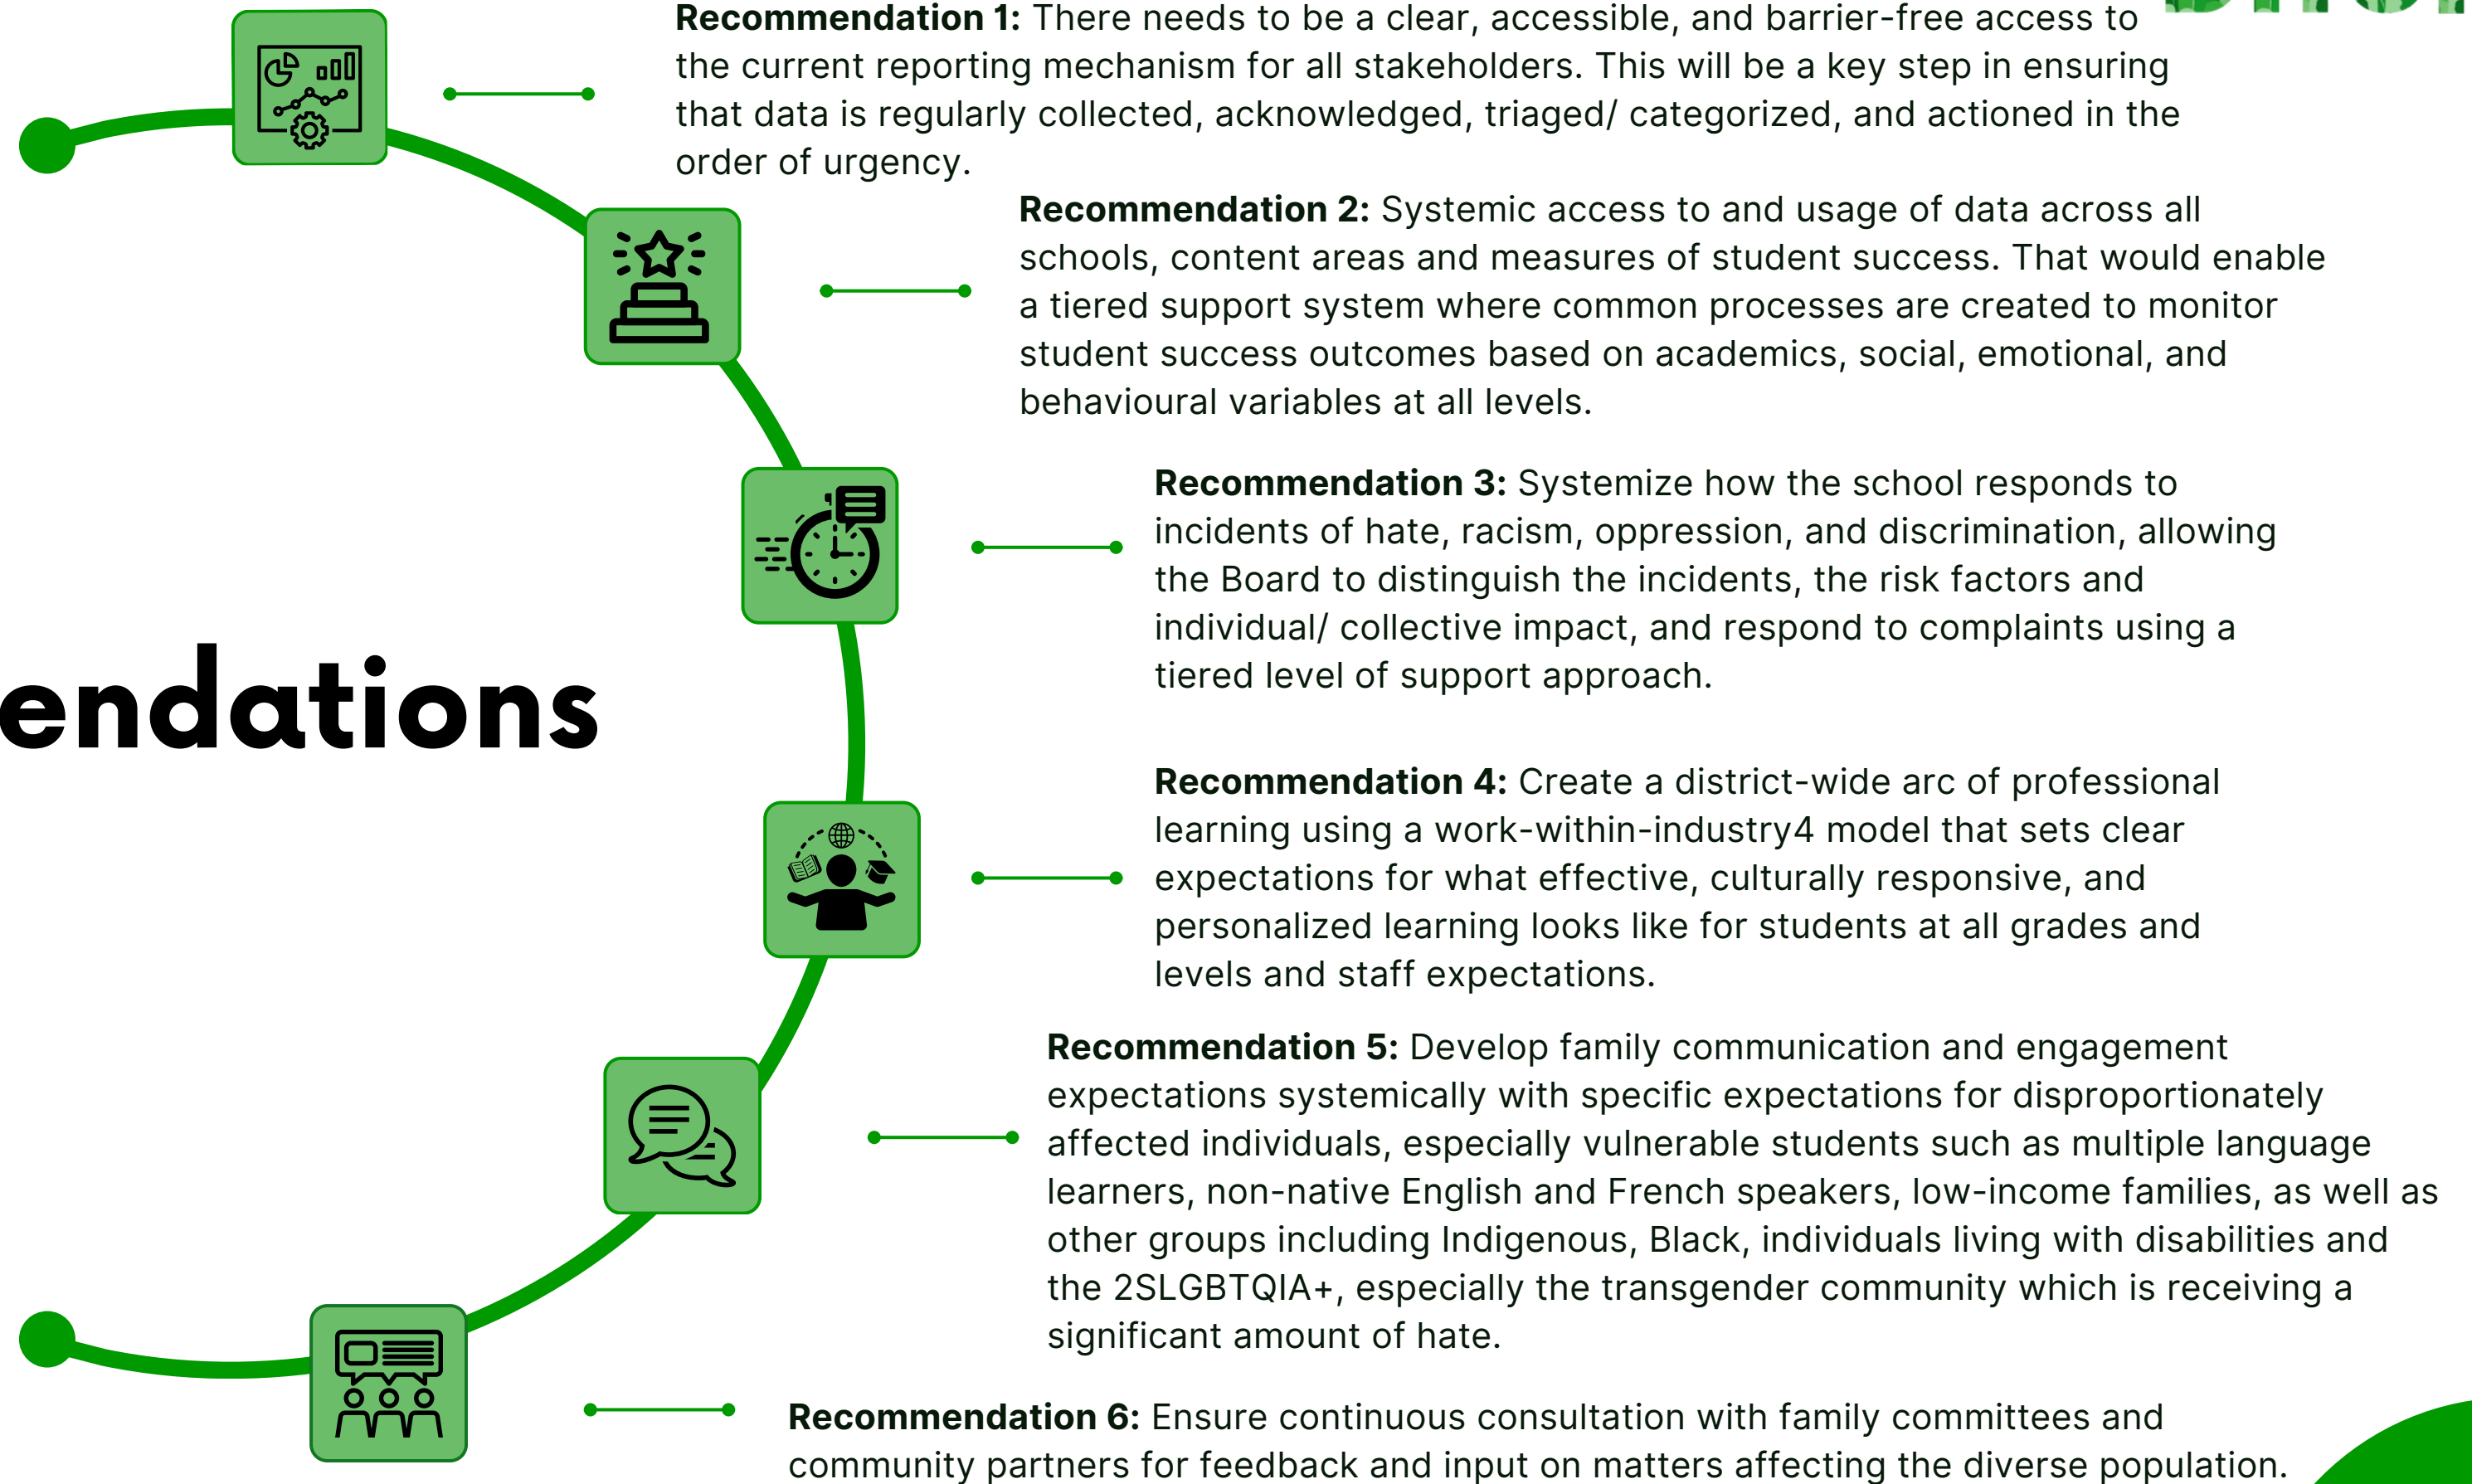 Recommendation 1: There needs to be a clear, accessible, and barrier-free access to
the current reporting mechanism for all stakeholders. This will be a key step in ensuring
that data is regularly collected, acknowledged, triaged/ categorized, and actioned in the
order of urgency.
Recommendation 2: Systemic access to and usage of data across all
schools, content areas and measures of student success. That would enable
a tiered support system where common processes are created to monitor
student success outcomes based on academics, social, emotional, and
behavioural variables at all levels.
Recommendation 3: Systemize how the school responds to
incidents of hate, racism, oppression, and discrimination, allowing
the Board to distinguish the incidents, the risk factors and
individual/ collective impact, and respond to complaints using a
tiered level of support approach.
endations
Recommendation 4: Create a district-wide arc of professional
learning using a work-within-industry4 model that sets clear
expectations for what effective, culturally responsive, and
personalized learning looks like for students at all grades and
levels and staff expectations.
Recommendation 5: Develop family communication and engagement
expectations systemically with specific expectations for disproportionately
affected individuals, especially vulnerable students such as multiple language
learners, non-native English and French speakers, low-income families, as well as
other groups including Indigenous, Black, individuals living with disabilities and
the 2SLGBTQIA+, especially the transgender community which is receiving a
significant amount of hate.
Recommendation 6: Ensure continuous consultation with family committees and
community partners for feedback and input on matters affecting the diverse population.